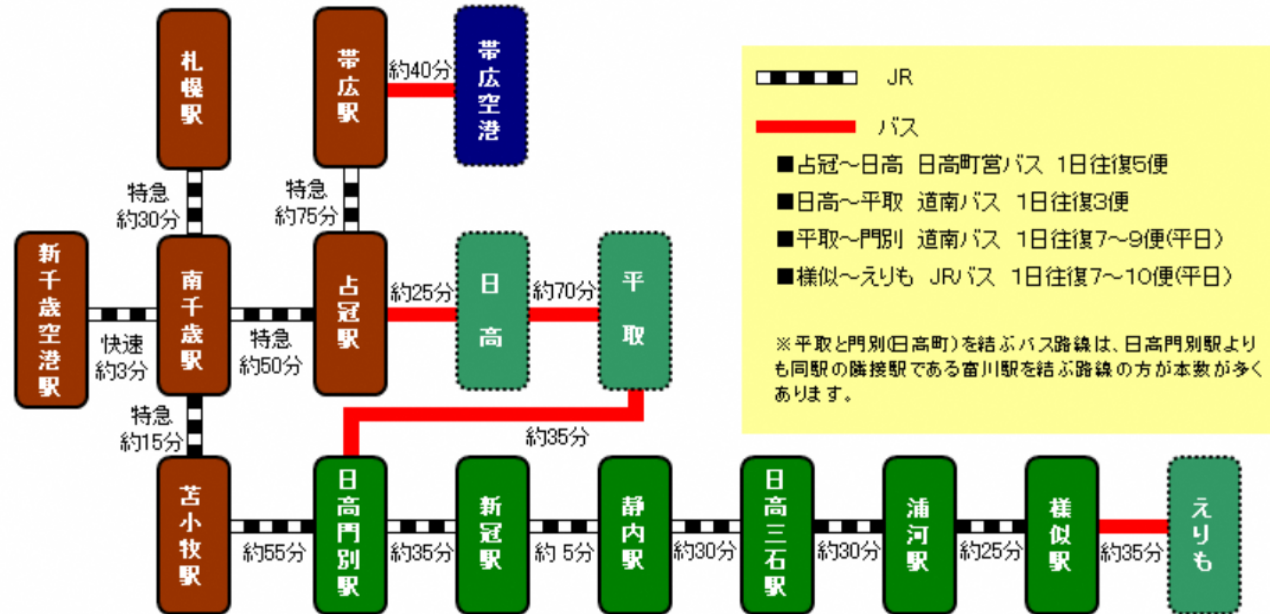 札幌駅
帯広駅
約40分
帯広空港
JR
バス
■占冠～日高 日高町営バス 1日往復5便
■日高～平取 道南バス 1日往復3便
■平取～門別 道南バス 1日往復7～9便(平日)
■様似～えりも JRバス 1日往復7～10便(平日)
※平取と門別(日高町)を結ぶバス路線は、日高門別駅より
も同駅の隣接駅である富川駅を結ぶ路線の方が本数が多く
あります。
特急
約30分
特急
約75分
新千歳空港駅
快速
約3分
南千歳駅
特急
約50分
占冠駅
約25分
日高
約70分
平取
特急
約15分
約35分
苫小牧駅
約55分
日高門別駅
約35分
新冠駅
約 5分
静内駅
約30分
日高三石駅
約30分
浦河駅
約25分
様似駅
約35分
えりも